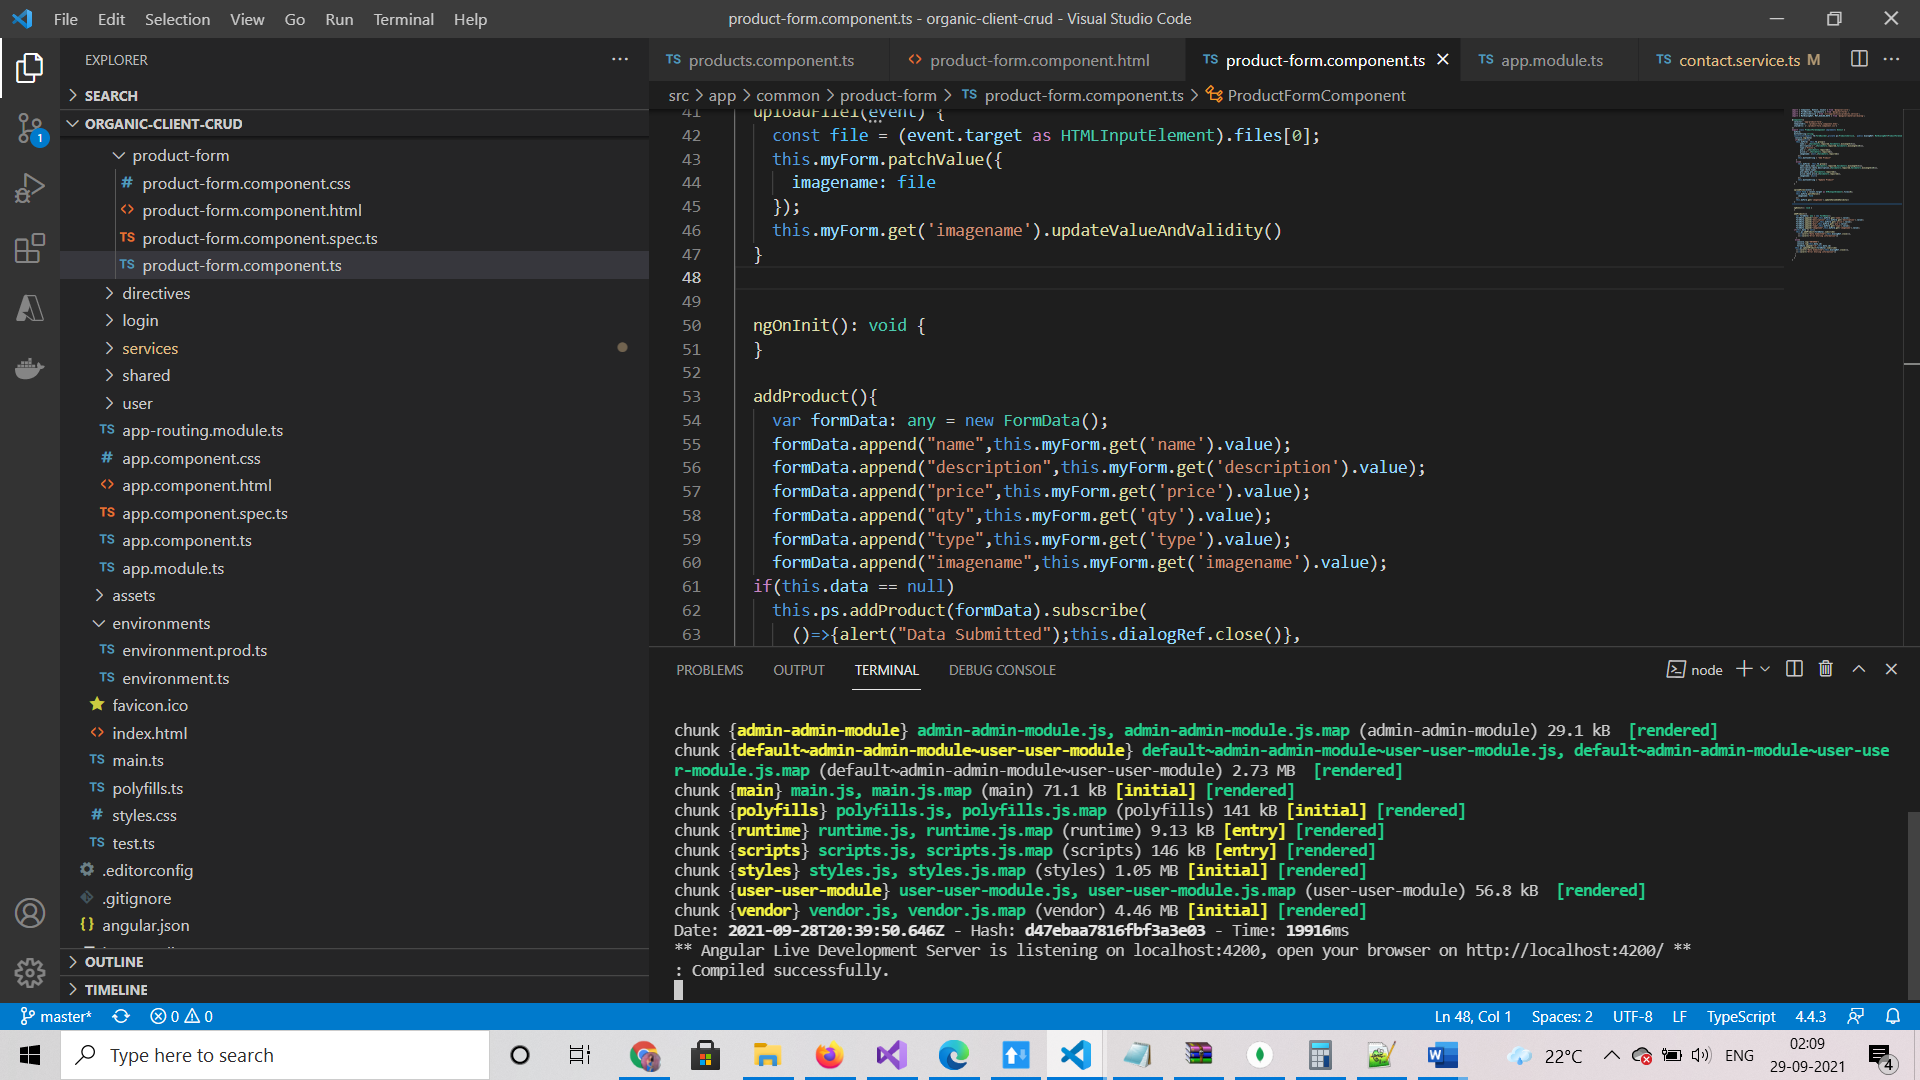 File Edit Selection View Go Run Terminal Help
product-form.component.ts - organic-client-crud - Visual Studio Code
EXPLORER
SEARCH
ORGANIC-CLIENT-CRUD
product-form
# product-form.component.css
<> product-form.component.html
TS product-form.component.spec.ts
TS product-form.component.ts
directives
login
services
shared
user
TS app-routing.module.ts
# app.component.css
<> app.component.html
TS app.component.spec.ts
TS app.component.ts
TS app.module.ts
assets
environments
TS environment.prod.ts
TS environment.ts
favicon.ico
<> index.html
TS main.ts
TS polyfills.ts
# styles.css
TS test.ts
.editorconfig
.gitignore
{} angular.json
OUTLINE
TIMELINE
1
TS products.component.ts
<> product-form.component.html
TS product-form.component.ts
TS app.module.ts
TS contact.service.ts M
src > app > common > product-form > TS product-form.component.ts > ProductFormComponent
41 uploadFile1(event) {
42 const file = (event.target as HTMLInputElement).files[0];
43 this.myForm.patchValue({
44 imagename: file
45 });
46 this.myForm.get('imagename').updateValueAndValidity()
47 }
48
49
50 ngOnInit(): void {
51 }
52
53 addProduct(){
54 var formData: any = new FormData();
55 formData.append("name",this.myForm.get('name').value);
56 formData.append("description",this.myForm.get('description').value);
57 formData.append("price",this.myForm.get('price').value);
58 formData.append("qty",this.myForm.get('qty').value);
59 formData.append("type",this.myForm.get('type').value);
60 formData.append("imagename",this.myForm.get('imagename').value);
61 if(this.data == null)
62 this.ps.addProduct(formData).subscribe(
63 ()=>{alert("Data Submitted");this.dialogRef.close()},
PROBLEMS OUTPUT TERMINAL DEBUG CONSOLE
node
chunk {admin-admin-module} admin-admin-module.js, admin-admin-module.js.map (admin-admin-module) 29.1 kB [rendered]
chunk {default~admin-admin-module~user-user-module} default~admin-admin-module~user-user-module.js, default~admin-admin-module~user-use
r-module.js.map (default~admin-admin-module~user-user-module) 2.73 MB [rendered]
chunk {main} main.js, main.js.map (main) 71.1 kB [initial] [rendered]
chunk {polyfills} polyfills.js, polyfills.js.map (polyfills) 141 kB [initial] [rendered]
chunk {runtime} runtime.js, runtime.js.map (runtime) 9.13 kB [entry] [rendered]
chunk {scripts} scripts.js, scripts.js.map (scripts) 146 kB [entry] [rendered]
chunk {styles} styles.js, styles.js.map (styles) 1.05 MB [initial] [rendered]
chunk {user-user-module} user-user-module.js, user-user-module.js.map (user-user-module) 56.8 kB [rendered]
chunk {vendor} vendor.js, vendor.js.map (vendor) 4.46 MB [initial] [rendered]
Date: 2021-09-28T20:39:50.646Z - Hash: d47ebaa7816fbf3a3e03 - Time: 19916ms
** Angular Live Development Server is listening on localhost:4200, open your browser on http://localhost:4200/ **
: Compiled successfully.
master* 0 0
Ln 48, Col 1 Spaces: 2 UTF-8 LF TypeScript 4.4.3
Type here to search
22°C ENG
02:09
29-09-2021
4